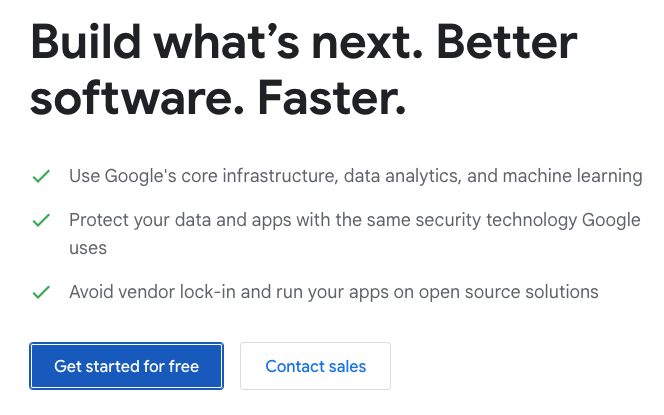 Build what’s next. Better
software. Faster.
Use Google's core infrastructure, data analytics, and machine learning
Protect your data and apps with the same security technology Google
uses
Avoid vendor lock-in and run your apps on open source solutions
Get started for free
Contact sales